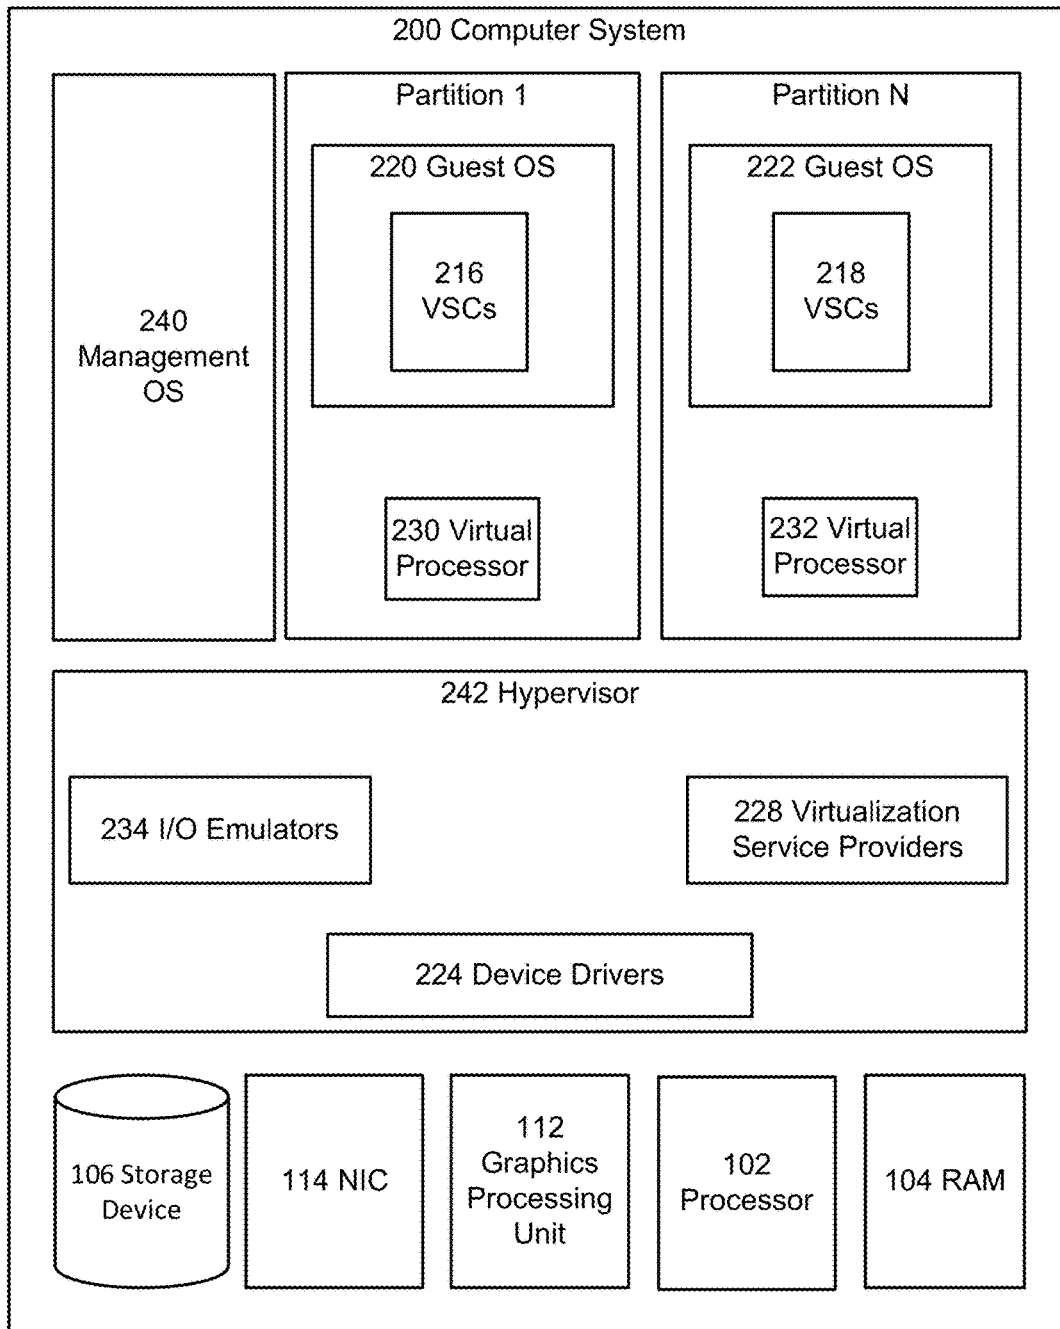 200 Computer System
240
Management
OS
Partition 1
220 Guest OS
216
VSCs
230 Virtual
Processor
Partition N
222 Guest OS
218
VSCs
232 Virtual
Processor
242 Hypervisor
234 I/O Emulators
228 Virtualization
Service Providers
224 Device Drivers
106 Storage
Device
114 NIC
112
Graphics
Processing
Unit
102
Processor
104 RAM